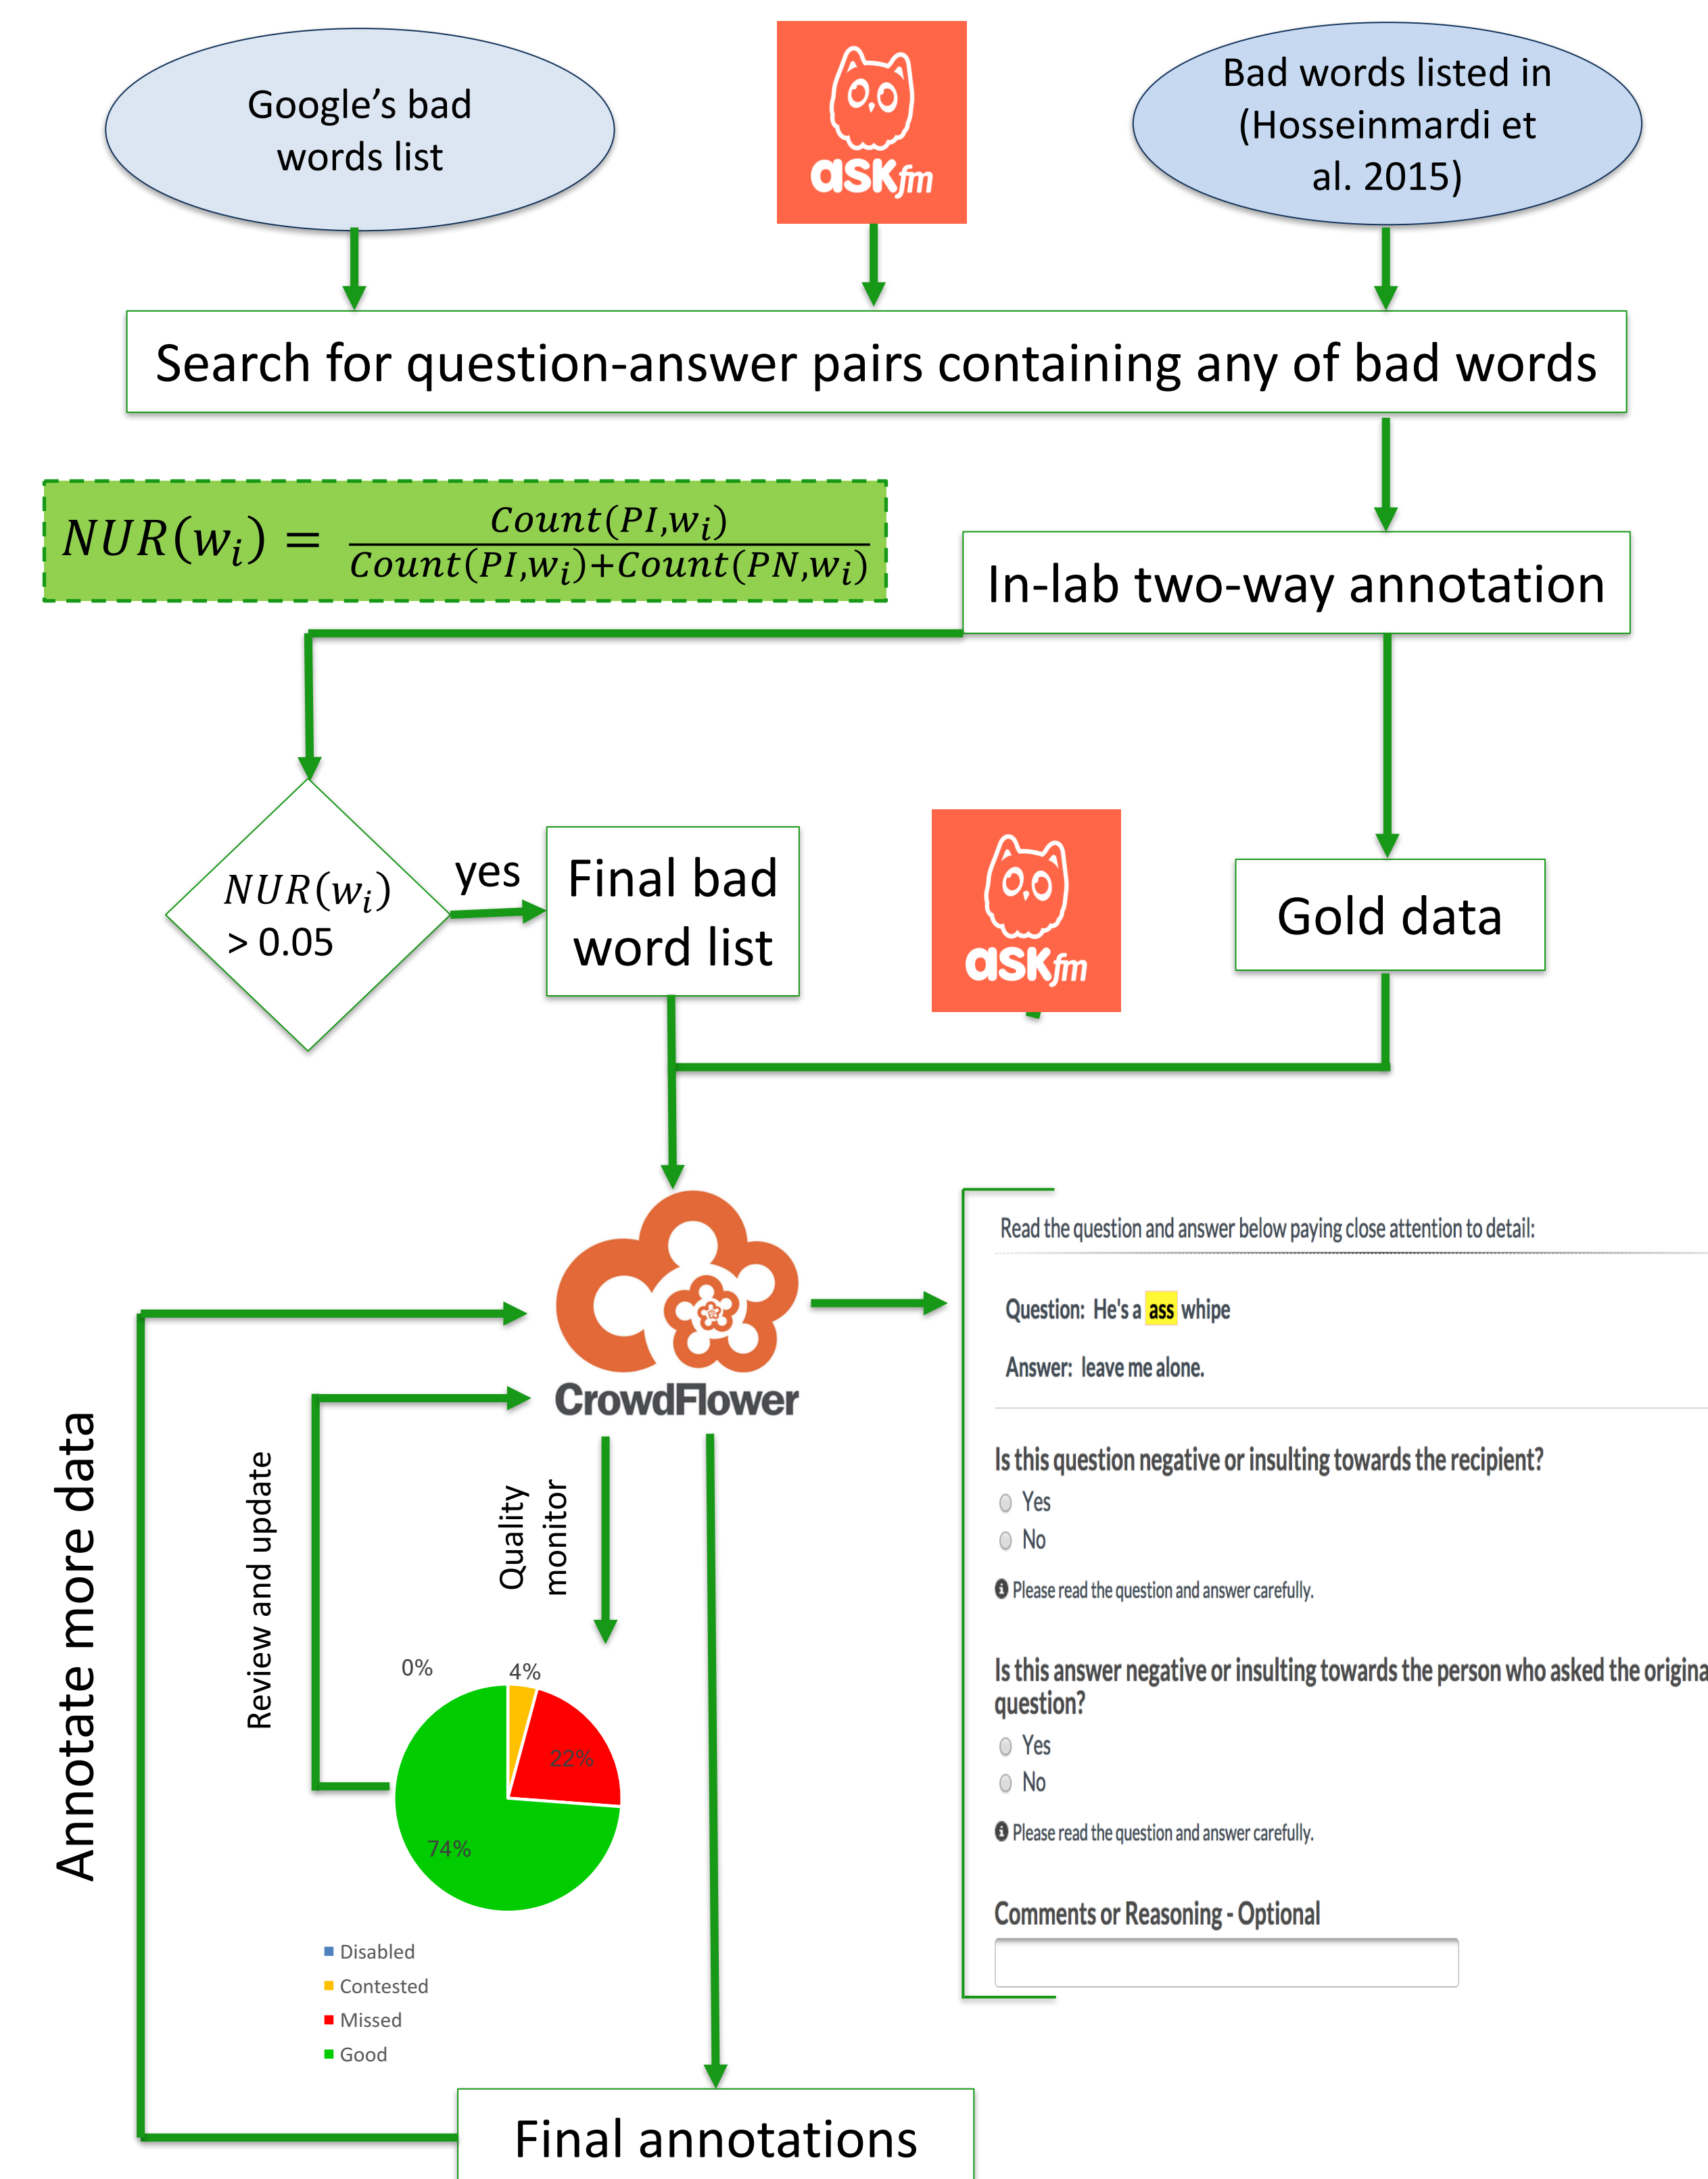 Google's bad
words list
askfm
Bad words listed in
(Hosseinmardi et
al. 2015)
Search for question-answer pairs containing any of bad words
NUR(wᵢ) = Count(PI,wᵢ) / Count(PI,wᵢ)+Count(PN,wᵢ)
In-lab two-way annotation
NUR(wᵢ)
> 0.05
yes
Final bad
word list
askfm
Gold data
CrowdFlower
Read the question and answer below paying close attention to detail:
Question: He's a ass whipe
Answer: leave me alone.
Is this question negative or insulting towards the recipient?
Yes
No
Please read the question and answer carefully.
Is this answer negative or insulting towards the person who asked the origina
question?
Yes
No
Please read the question and answer carefully.
Comments or Reasoning - Optional
Annotate more data
Review and update
Quality
monitor
0%
4%
22%
74%
Disabled
Contested
Missed
Good
Final annotations